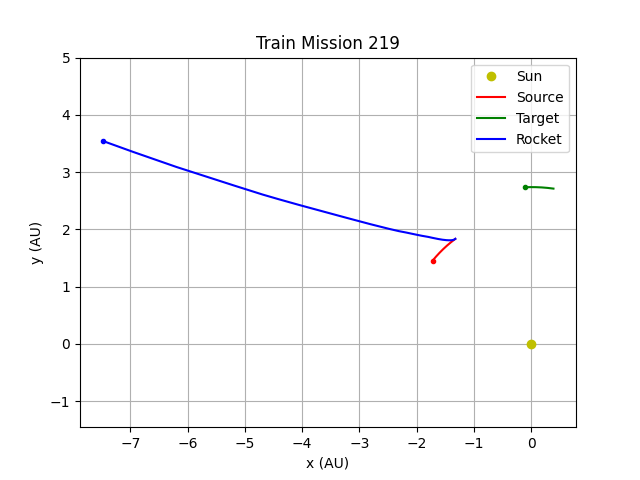 Train Mission 219
Sun
Source
Target
Rocket
y (AU)
5
4
3
2
1
0
−1
−7
−6
−5
−4
−3
−2
−1
0
x (AU)